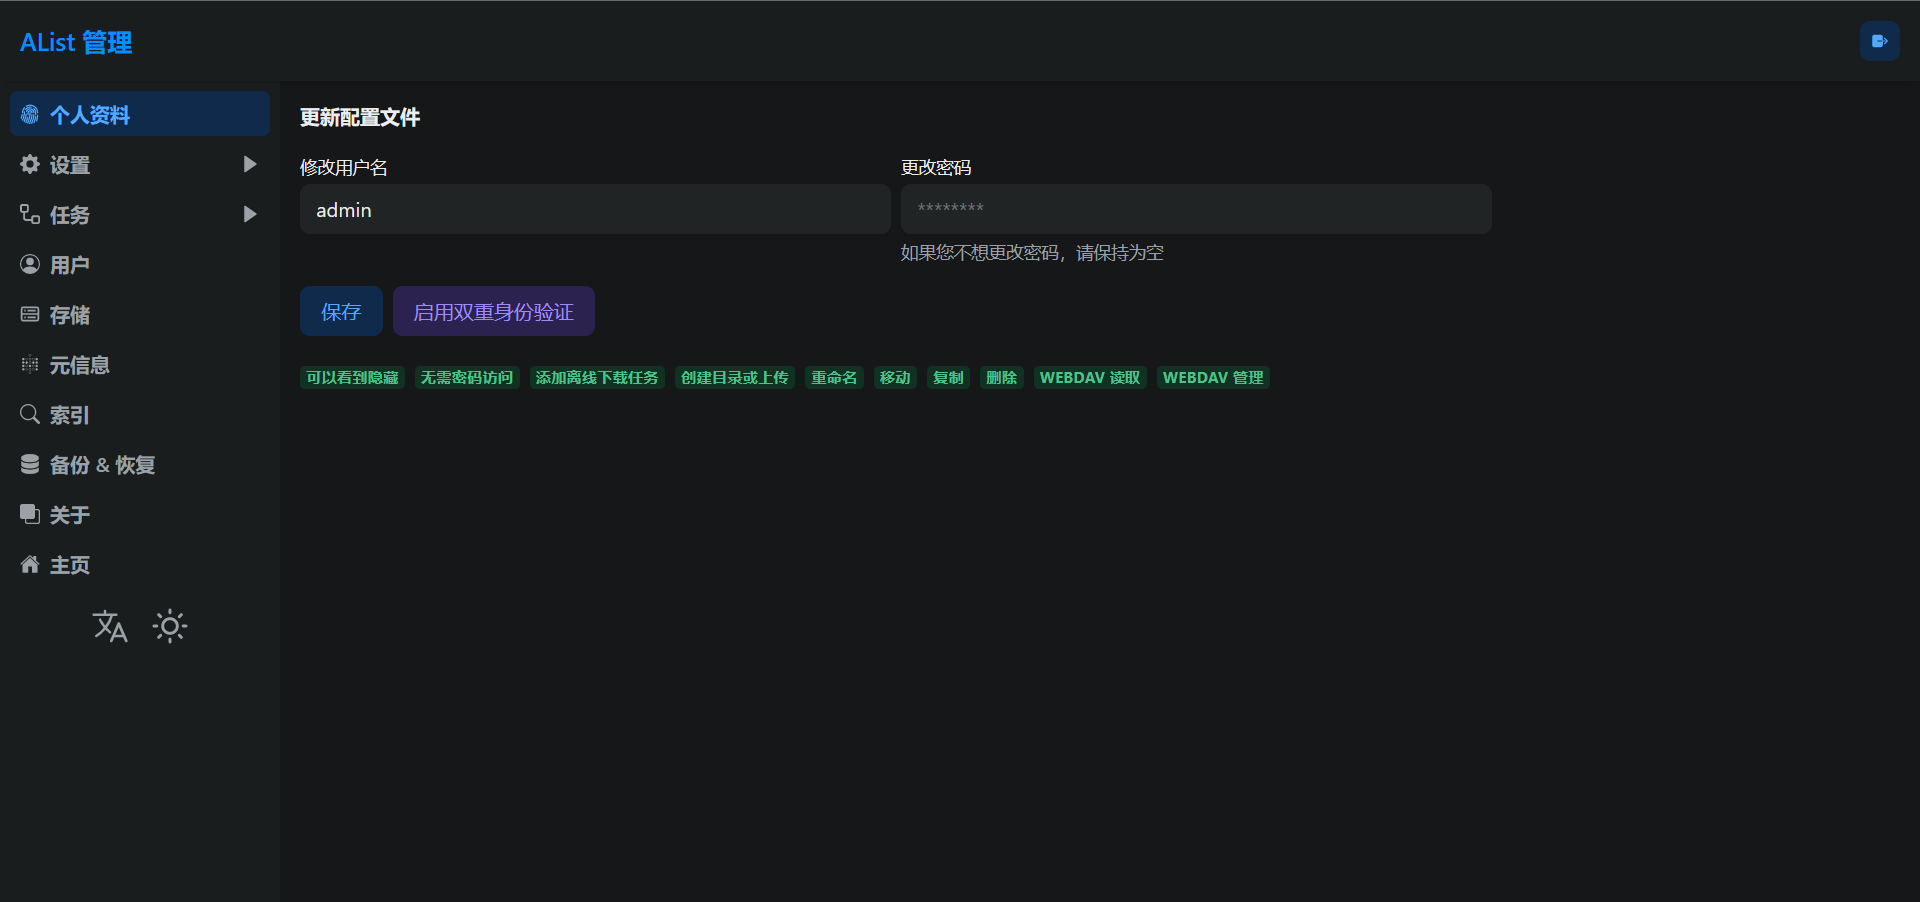 AList 管理
个人资料
设置
任务
用户
存储
元信息
索引
备份 & 恢复
关于
主页
更新配置文件
修改用户名
admin
更改密码
********
如果您不想更改密码，请保持为空
保存 启用双重身份验证
可以看到隐藏 无需密码访问 添加离线下载任务 创建目录或上传 重命名 移动 复制 删除 WEBDAV 读取 WEBDAV 管理